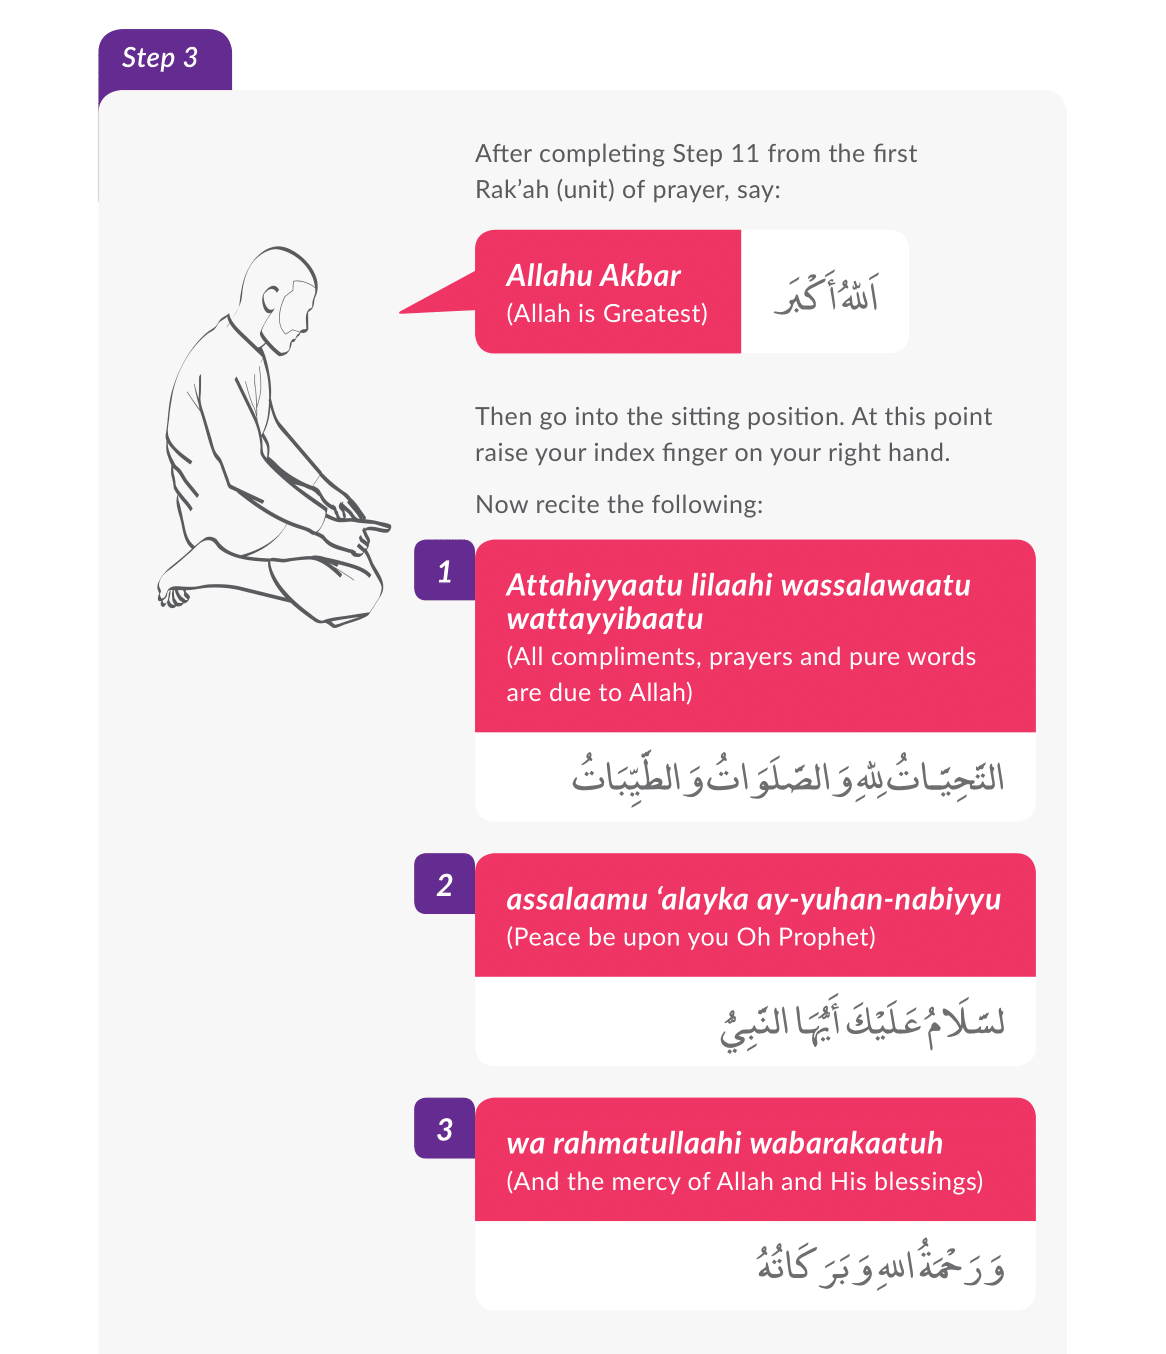 Step 3
After completing Step 11 from the first
Rak’ah (unit) of prayer, say:
Allahu Akbar
(Allah is Greatest)
اَللهُ أَكْبَر
Then go into the sitting position. At this point
raise your index finger on your right hand.
Now recite the following:
1
Attahiyyaatu lilaahi wassalawaatu
wattayyibaatu
(All compliments, prayers and pure words
are due to Allah)
التَّحِيَّاتُ لِلّٰهِ وَالصَّلَوَاتُ وَالطَّيِّبَاتُ
2
assalaamu ‘alayka ay-yuhan-nabiyyu
(Peace be upon you Oh Prophet)
لسَّلَامُ عَلَيْكَ أَيُّهَا النَّبِيُّ
3
wa rahmatullaahi wabarakaatuh
(And the mercy of Allah and His blessings)
وَرَحْمَةُ اللهِ وَبَرَكَاتُهُ